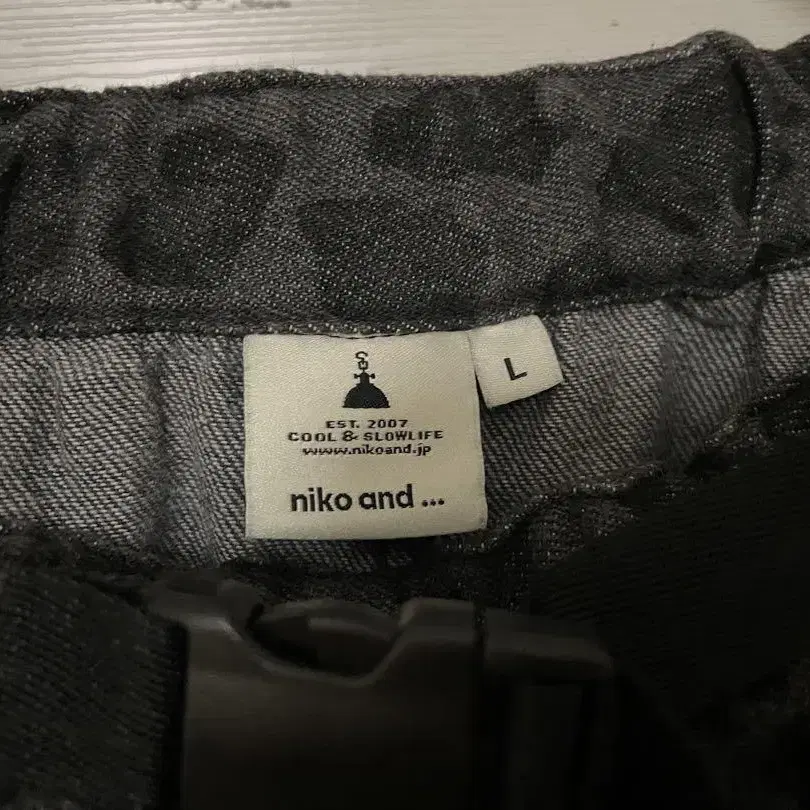 EST. 2007
COOL & SLOWLIFE
www.nikoand.jp
niko and ...
L